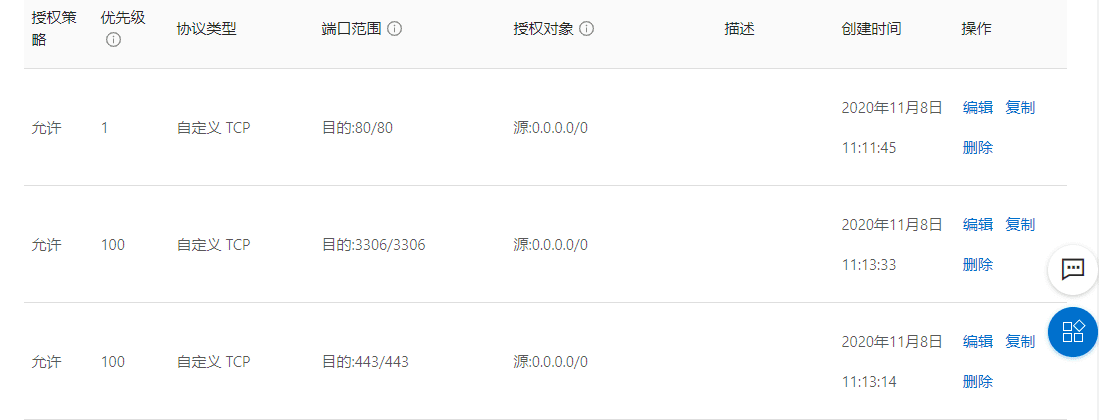 授权策略 优先级 协议类型 端口范围 授权对象 描述 创建时间 操作
允许 1 自定义 TCP 目的:80/80 源:0.0.0.0/0 2020年11月8日 11:11:45 编辑 复制 删除
允许 100 自定义 TCP 目的:3306/3306 源:0.0.0.0/0 2020年11月8日 11:13:33 编辑 复制 删除
允许 100 自定义 TCP 目的:443/443 源:0.0.0.0/0 2020年11月8日 11:13:14 编辑 复制 删除